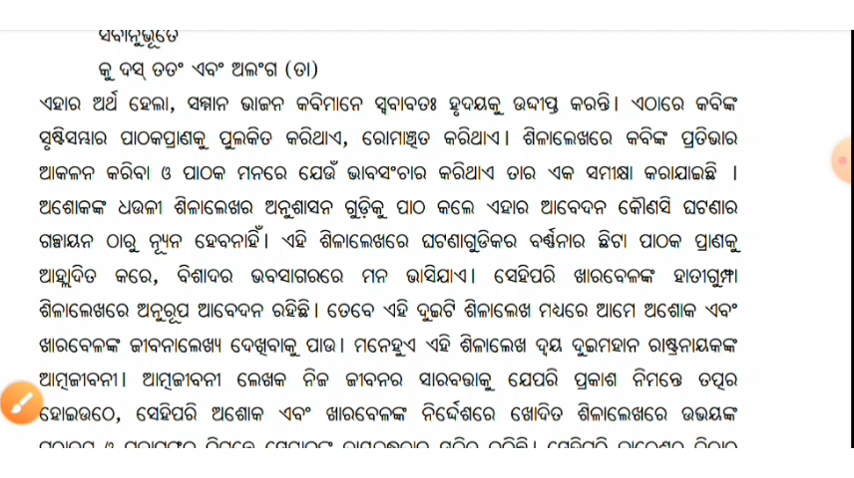 ସବାନୁଭୂତେ
କୁ ଦସ୍ ତତଂ ଏବଂ ଅଲଂଗ (ତା)
ଏହାର ଅର୍ଥ ହେଲା, ସମ୍ମାନ ଭାଜନ କବିମାନେ ସ୍ବବାବତଃ ହୃଦୟକୁ ଉଦ୍ଦୀପ୍ତ କରନ୍ତି। ଏଠାରେ କବିଙ୍କ
ସୃଷ୍ଟିସମ୍ଭାର ପାଠକପ୍ରାଣକୁ ପୁଲକିତ କରିଥାଏ, ରୋମାଞ୍ଚିତ କରିଥାଏ। ଶିଳାଲେଖରେ କବିଙ୍କ ପ୍ରତିଭାର
ଆକଳନ କରିବା ଓ ପାଠକ ମନରେ ଯେଉଁ ଭାବସଂଚାର କରିଥାଏ ତାର ଏକ ସମୀକ୍ଷା କରାଯାଇଛି ।
ଅଶୋକଙ୍କ ଧଉଳୀ ଶିଳାଲେଖର ଅନୁଶାସନ ଗୁଡ଼ିକୁ ପାଠ କଲେ ଏହାର ଆବେଦନ କୌଣସି ଘଟଣାର
ଗଳ୍ପାୟନ ଠାରୁ ନ୍ୟୂନ ହେବନାହିଁ। ଏହି ଶିଳାଲେଖରେ ଘଟଣାଗୁଡିକର ବର୍ଣ୍ଣନାର ଛିଟା ପାଠକ ପ୍ରାଣକୁ
ଆହ୍ଲାଦିତ କରେ, ବିଶାଦର ଭବସାଗରରେ ମନ ଭାସିଯାଏ। ସେହିପରି ଖାରବେଳଙ୍କ ହାତୀଗୁମ୍ଫା
ଶିଳାଲେଖରେ ଅନୁରୂପ ଆବେଦନ ରହିଛି। ତେବେ ଏହି ଦୁଇଟି ଶିଳାଲେଖ ମଧ୍ୟରେ ଆମେ ଅଶୋକ ଏବଂ
ଖାରବେଳଙ୍କ ଜୀବନାଲେଖ୍ୟ ଦେଖିବାକୁ ପାଉ। ମନେହୁଏ ଏହି ଶିଳାଲେଖ ଦ୍ୱୟ ଦୁଇମହାନ ରାଷ୍ଟ୍ରନାୟକଙ୍କ
ଆତ୍ମଜୀବନୀ। ଆତ୍ମଜୀବନୀ ଲେଖକ ନିଜ ଜୀବନର ସାରବତ୍ତାକୁ ଯେପରି ପ୍ରକାଶ ନିମନ୍ତେ ତତ୍ପର
ହୋଇଉଠେ, ସେହିପରି ଅଶୋକ ଏବଂ ଖାରବେଳଙ୍କ ନିର୍ଦ୍ଦେଶରେ ଖୋଦିତ ଶିଳାଲେଖରେ ଉଭୟଙ୍କ